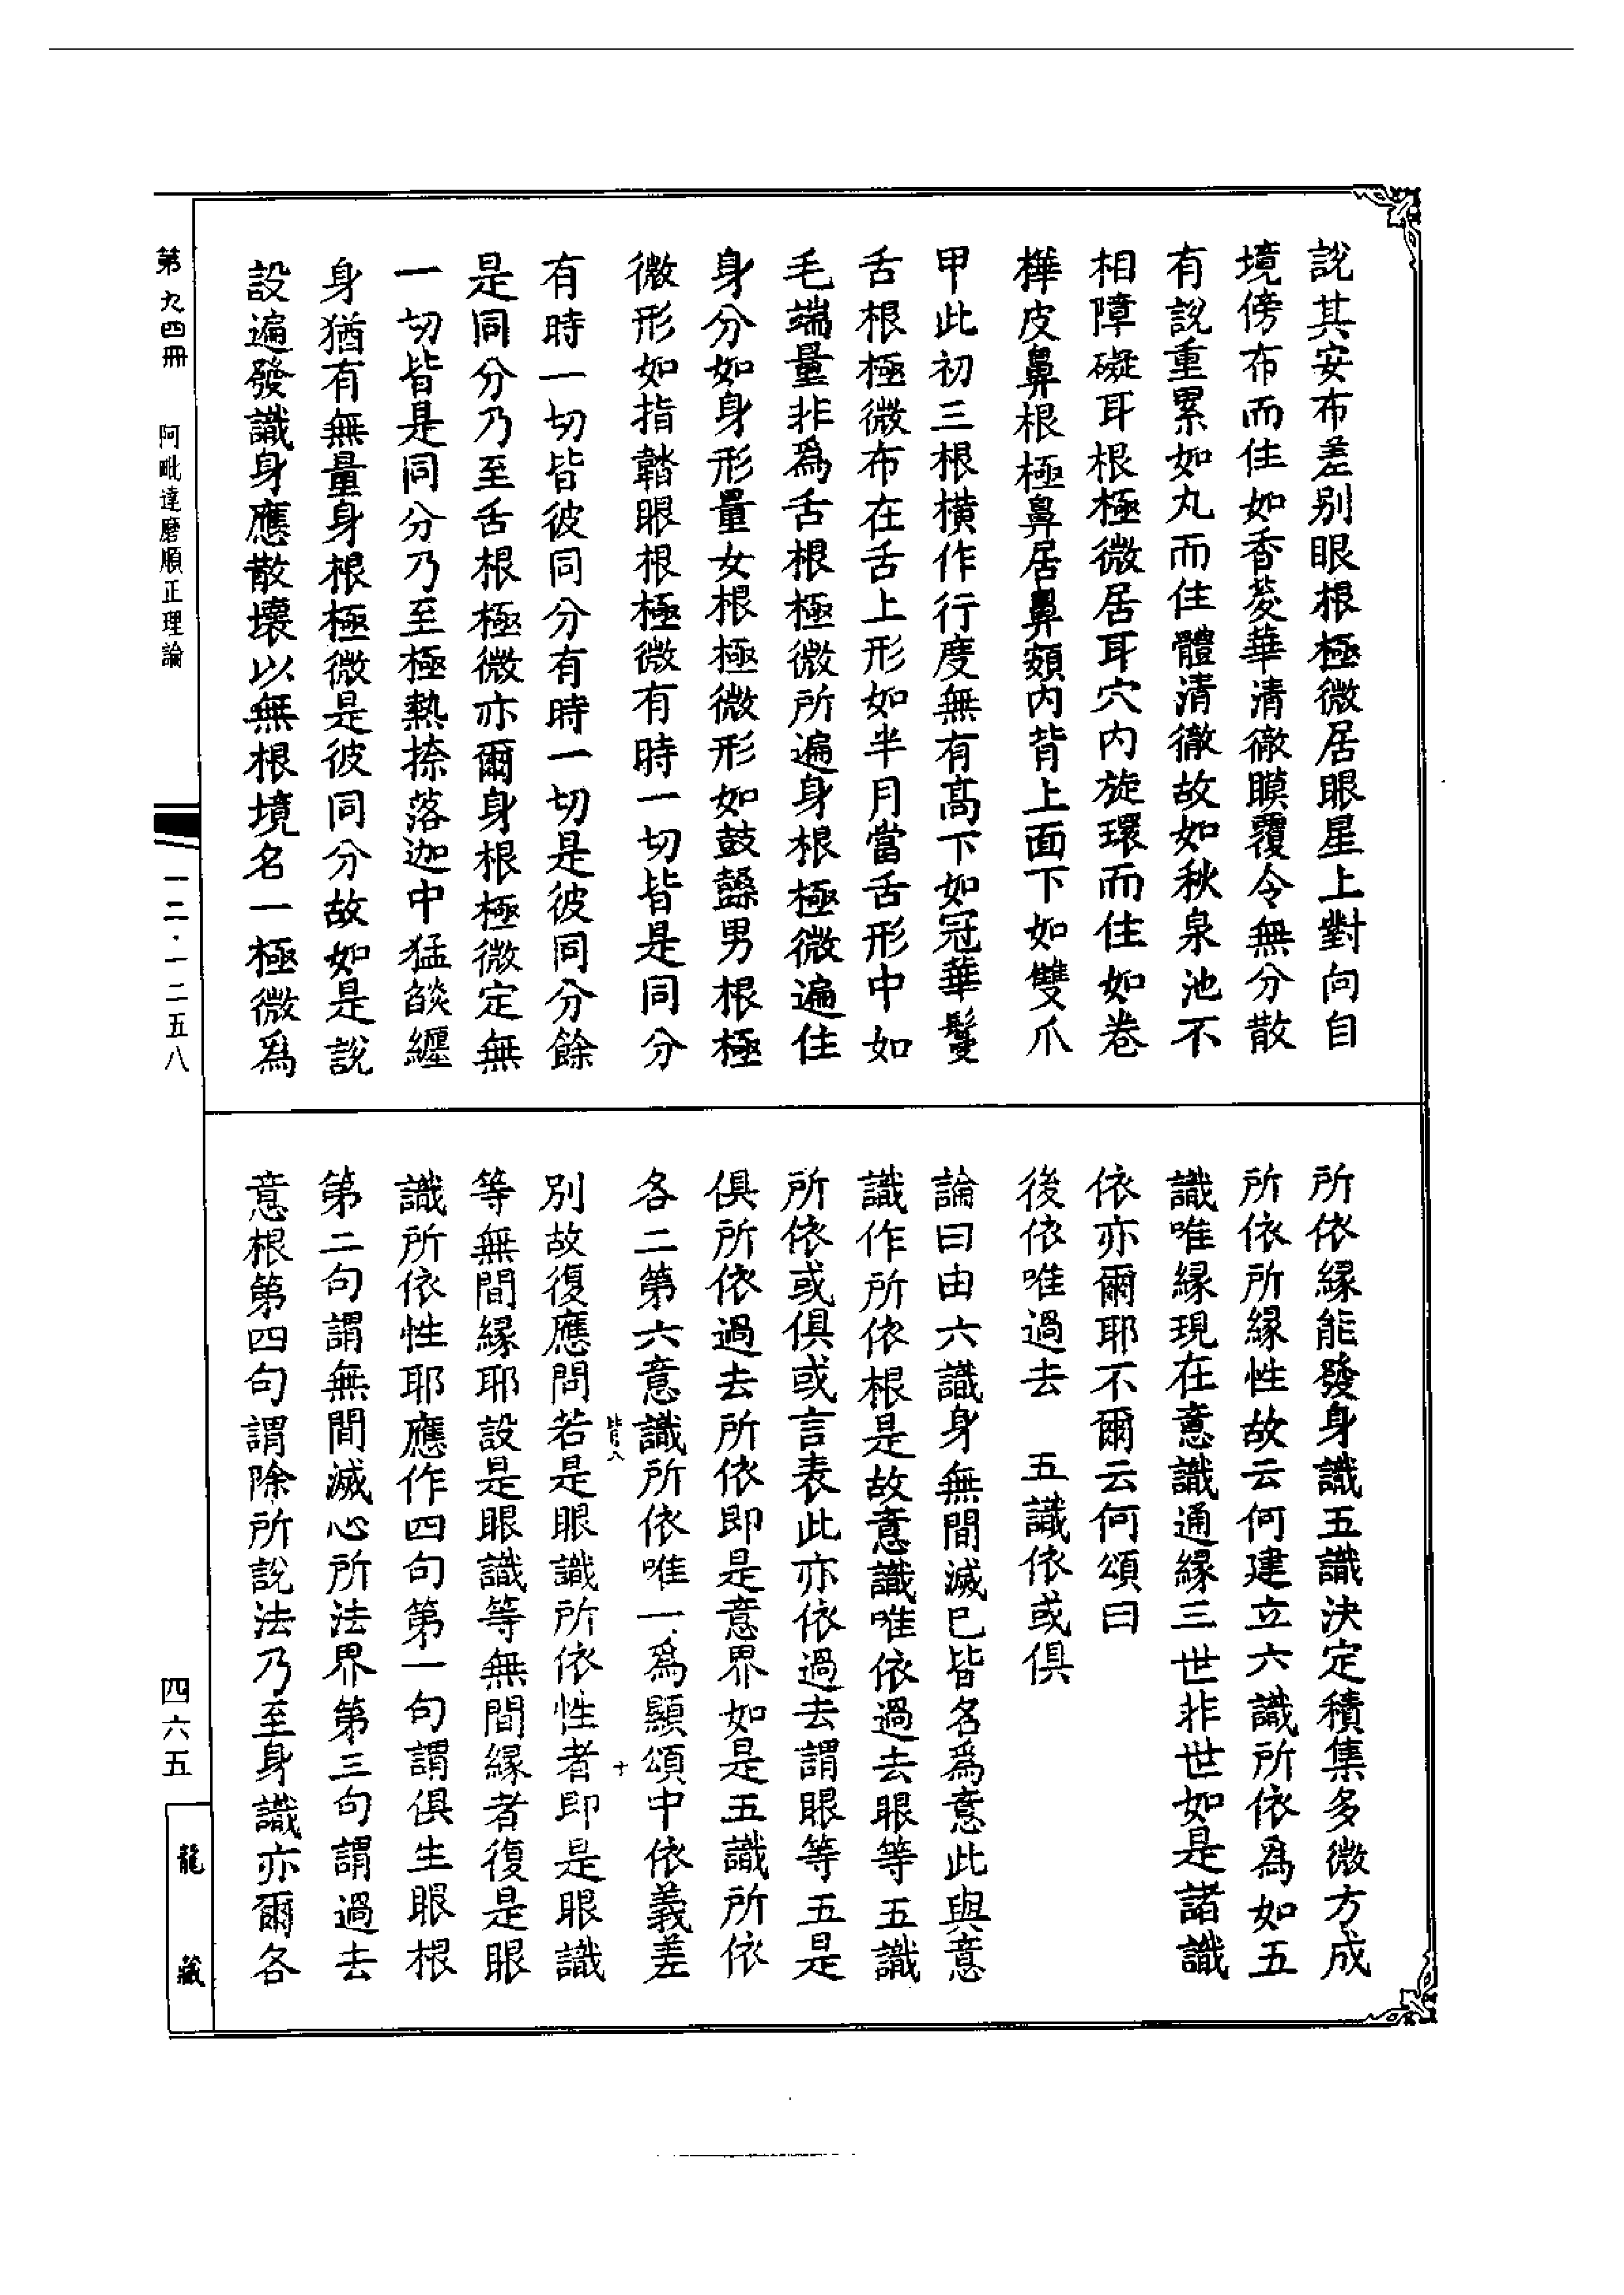 說其安布差别眼根極微居眼星上對向自
境傍布而住如香荾華清徹膜覆令無分散
有說重累如丸而住體清徹故如秋泉池不
相障礙耳根極微居耳穴内旋環而住如卷
樺皮鼻根極鼻居鼻頞内背上面下如雙爪
甲此初三根橫作行度無有高下如冠華鬘
舌根極微布在舌上形如半月當舌形中如
毛端量非爲舌根極微所遍身根極微遍住
身分如身形量女根極微形如鼓𣞙男根極
微形如指韜眼根極微有時一切皆是同分
有時一切皆彼同分有時一切是彼同分餘
是同分乃至舌根極微亦爾身根極微定無
一切皆是同分乃至極熱捺落迦中猛燄纏
身猶有無量身根極微是彼同分故如是說
設遍發識身應散壞以無根境名一極微爲
所依緣能發身識五識決定積集多微方成
所依所緣性故云何建立六識所依爲如五
識唯緣現在意識通緣三世非世如是諸識
依亦爾耶不爾云何頌曰
後依唯過去　五識依或俱
論曰由六識身無間滅已皆名爲意此與意
識作所依根是故意識唯依過去眼等五識
所依或俱或言表此亦依過去謂眼等五是
俱所依過去所依即是意界如是五識所依
各二第六意識所依唯一爲顯頌中依義差
別故復應問若是眼識所依性者即是眼識
等無間緣耶設是眼識等無間緣者復是眼
識所依性耶應作四句第一句謂俱生眼根
第二句謂無間滅心所法界第三句謂過去
意根第四句謂除所說法乃至身識亦爾各
十
第九四冊　阿毗達磨順正理論
一二·一二五八
四六五
龍藏